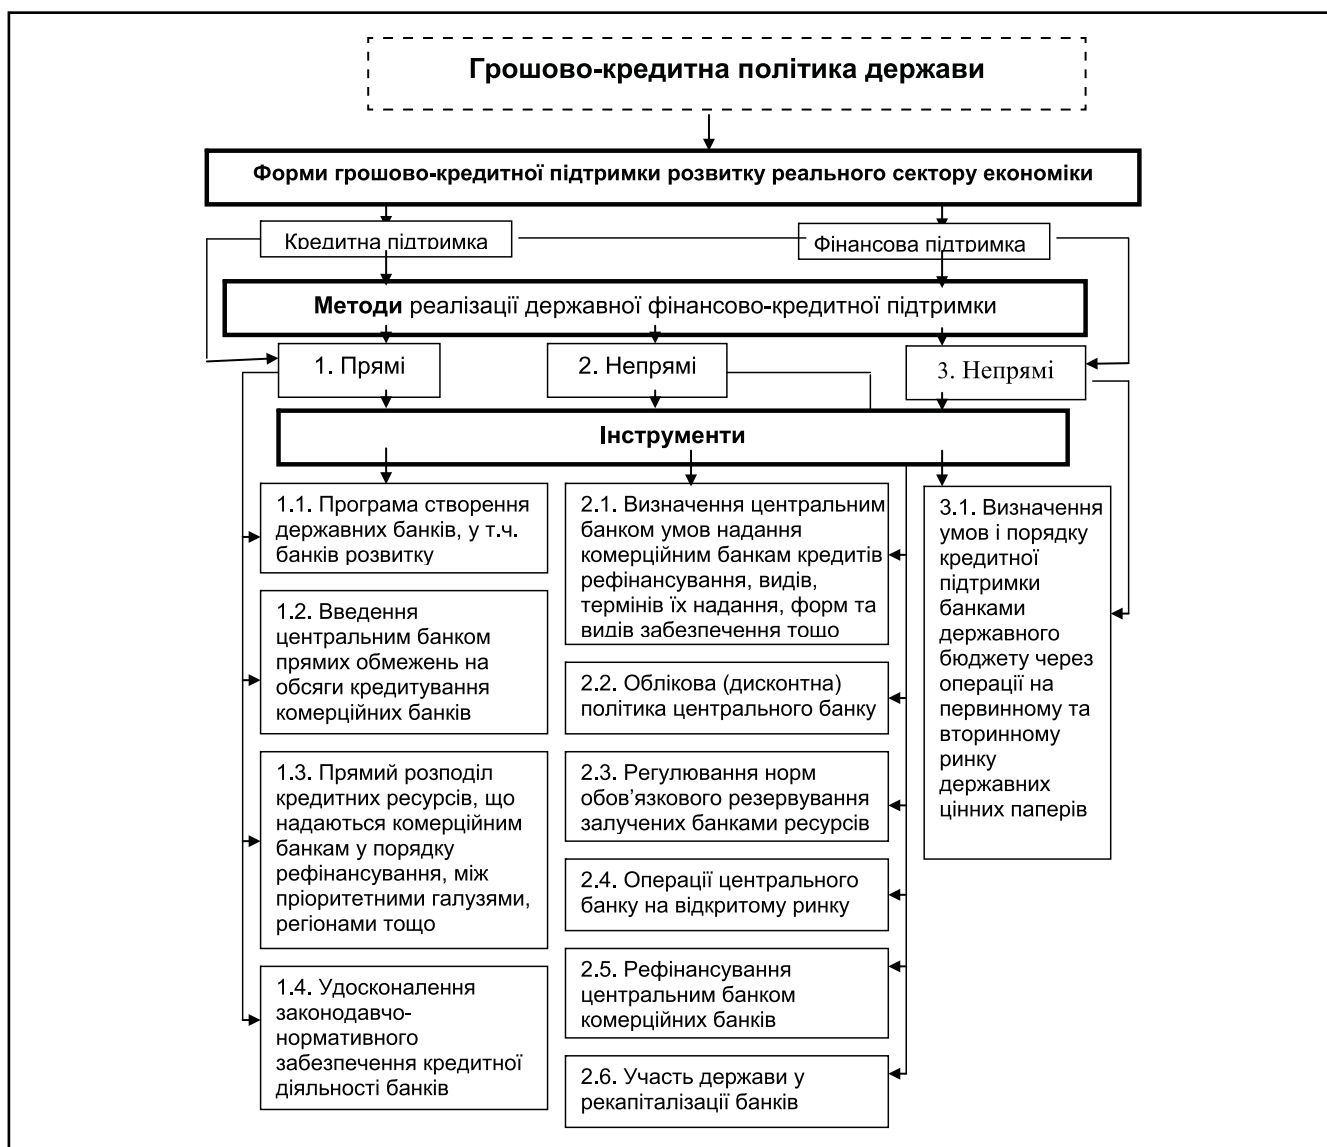 Грошово-кредитна політика держави
Форми грошово-кредитної підтримки розвитку реального сектору економіки
Кредитна підтримка
Фінансова підтримка
Методи реалізації державної фінансово-кредитної підтримки
1. Прямі
2. Непрямі
3. Непрямі
Інструменти
1.1. Програма створення
державних банків, у т.ч.
банків розвитку
1.2. Введення
центральним банком
прямих обмежень на
обсяги кредитування
комерційних банків
1.3. Прямий розподіл
кредитних ресурсів, що
надаються комерційним
банкам у порядку
рефінансування, між
пріоритетними галузями,
регіонами тощо
1.4. Удосконалення
законодавчо-
нормативного
забезпечення кредитної
діяльності банків
2.1. Визначення центральним
банком умов надання
комерційним банкам кредитів
рефінансування, видів,
термінів їх надання, форм та
видів забезпечення тощо
2.2. Облікова (дисконтна)
політика центрального банку
2.3. Регулювання норм
обов’язкового резервування
залучених банками ресурсів
2.4. Операції центрального
банку на відкритому ринку
2.5. Рефінансування
центральним банком
комерційних банків
2.6. Участь держави у
рекапіталізації банків
3.1. Визначення
умов і порядку
кредитної
підтримки
банками
державного
бюджету через
операції на
первинному та
вторинному
ринку
державних
цінних паперів